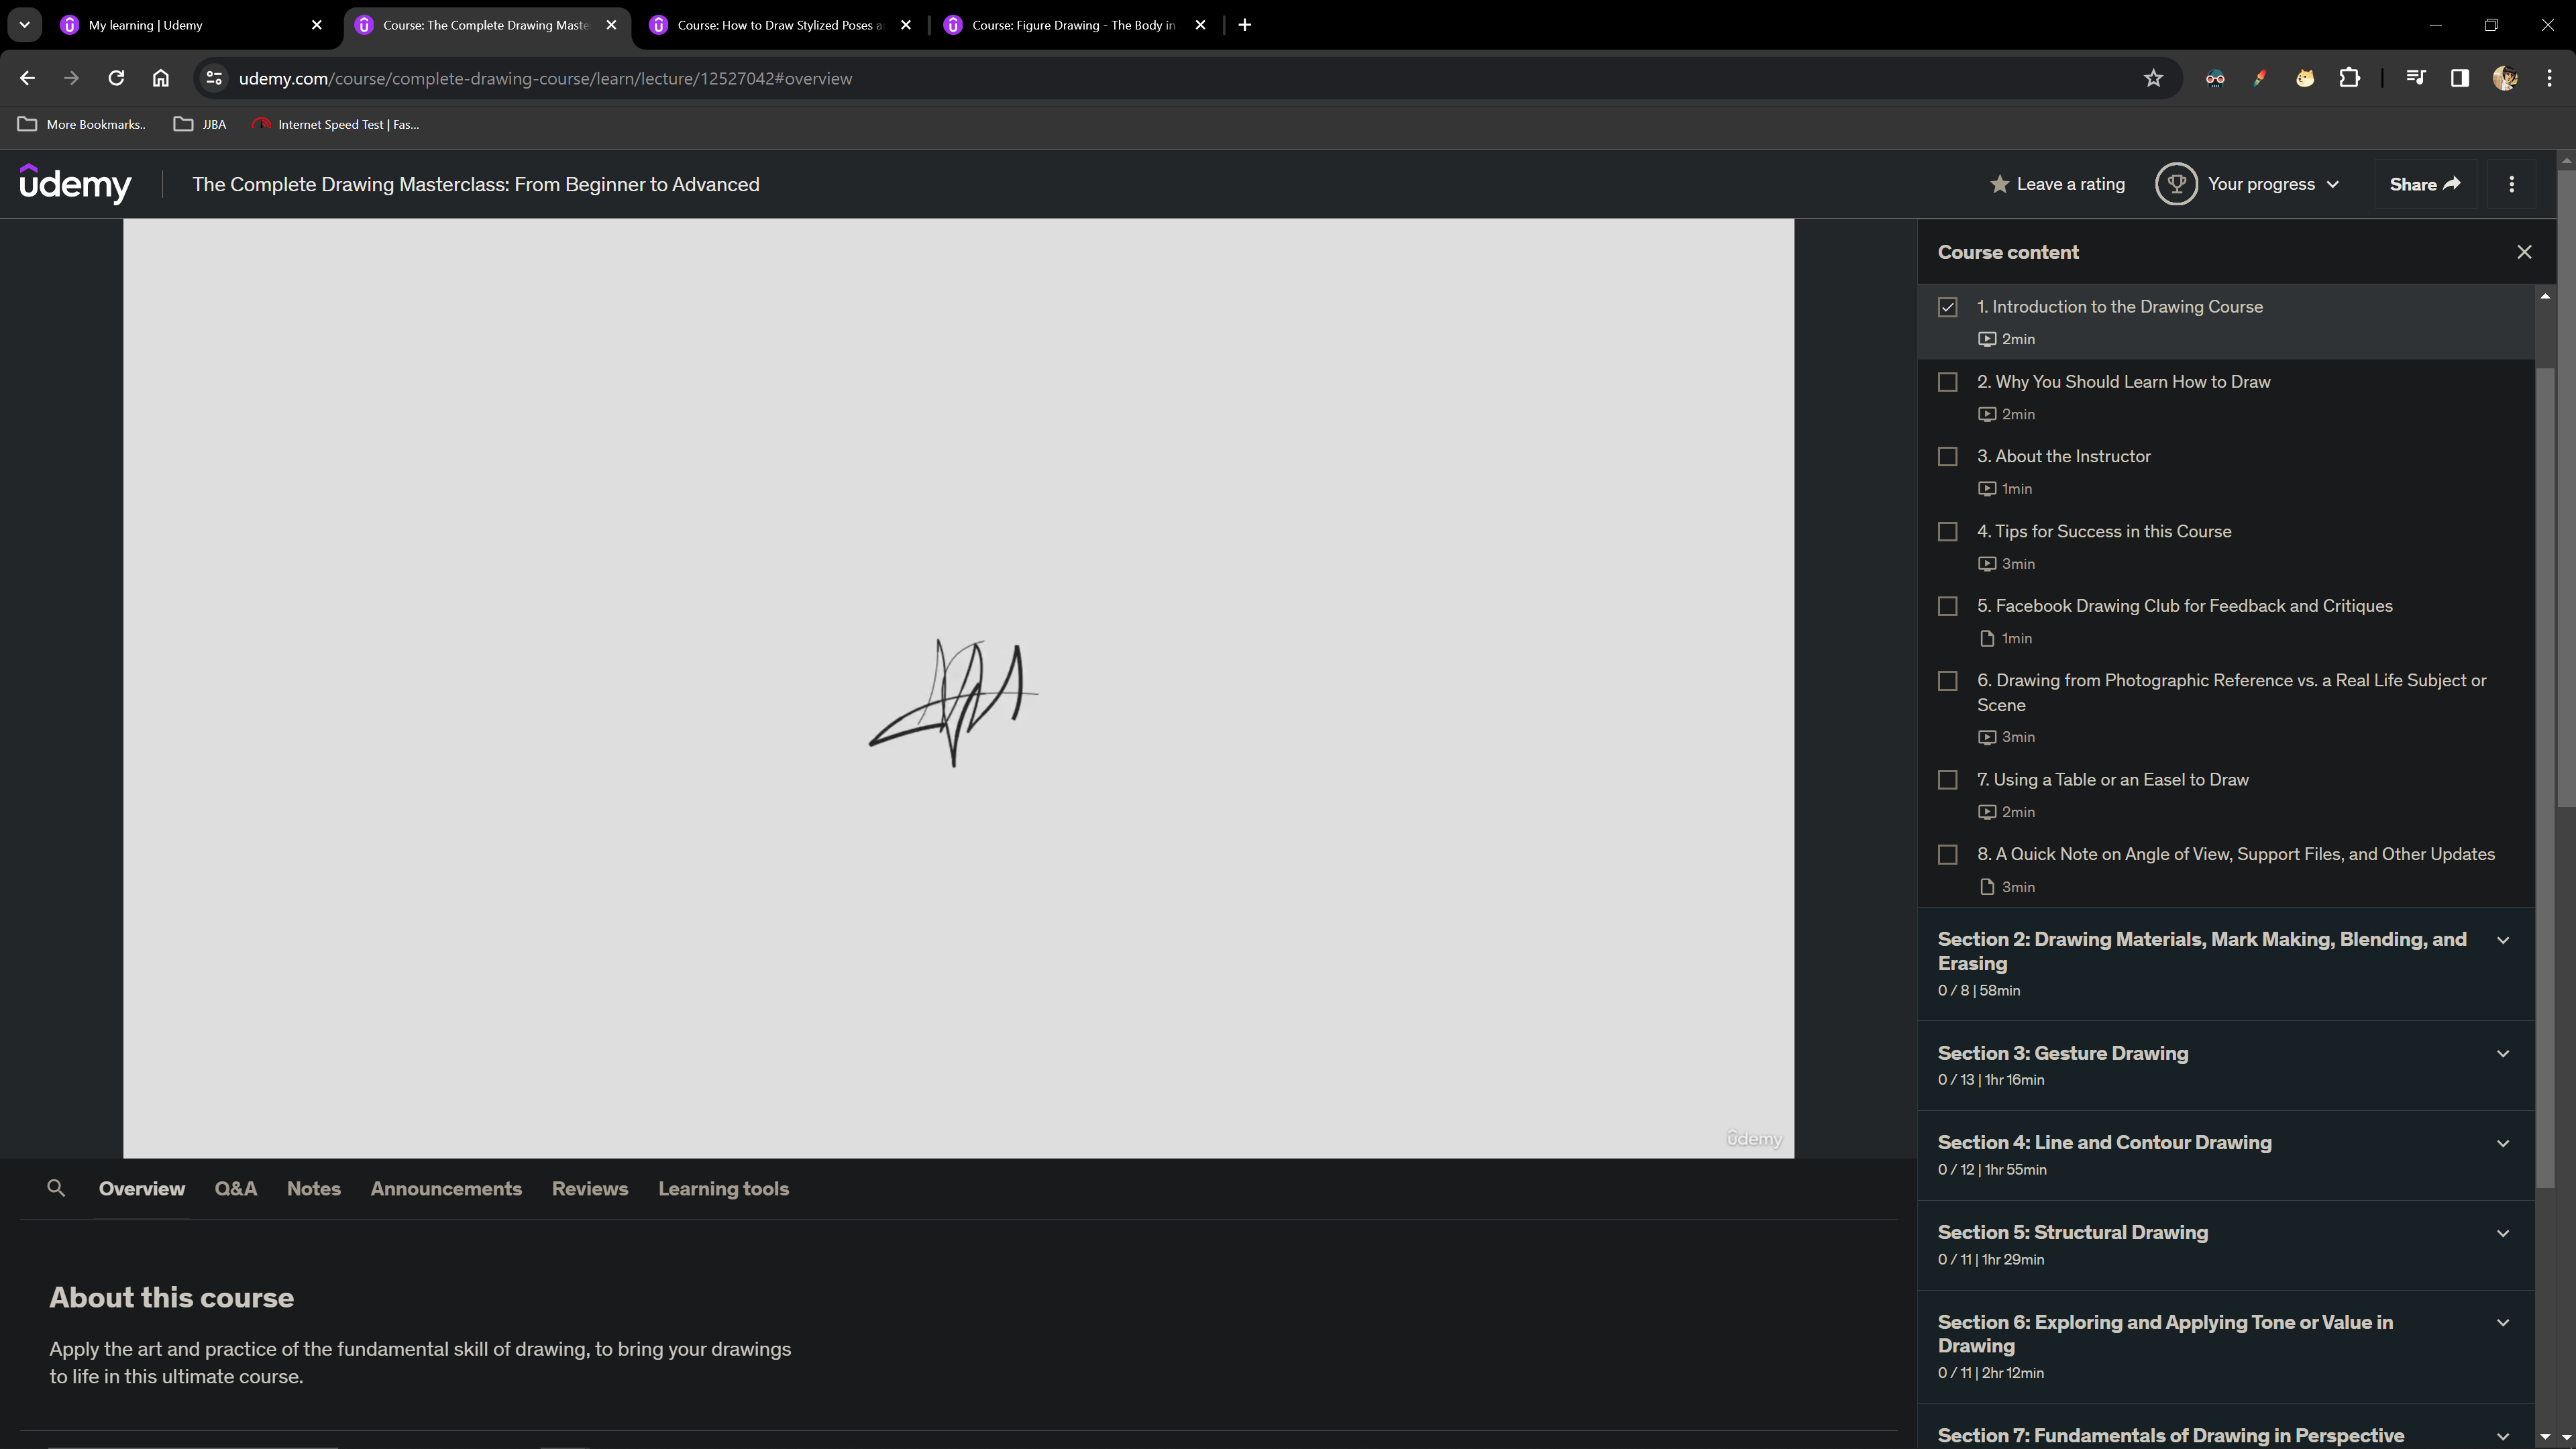 My learning | Udemy
Course: The Complete Drawing Maste
Course: How to Draw Stylized Poses a
Course: Figure Drawing - The Body in
udemy.com/course/complete-drawing-course/learn/lecture/12527042#overview
More Bookmarks..
JJBA
Internet Speed Test | Fas...
udemy
The Complete Drawing Masterclass: From Beginner to Advanced
Leave a rating
Your progress
Share
Course content
1. Introduction to the Drawing Course
2min
2. Why You Should Learn How to Draw
2min
3. About the Instructor
1min
4. Tips for Success in this Course
3min
5. Facebook Drawing Club for Feedback and Critiques
1min
6. Drawing from Photographic Reference vs. a Real Life Subject or
Scene
3min
7. Using a Table or an Easel to Draw
2min
8. A Quick Note on Angle of View, Support Files, and Other Updates
3min
Section 2: Drawing Materials, Mark Making, Blending, and
Erasing
0 / 8 | 58min
Section 3: Gesture Drawing
0 / 13 | 1hr 16min
Section 4: Line and Contour Drawing
0 / 12 | 1hr 55min
Section 5: Structural Drawing
0 / 11 | 1hr 29min
Section 6: Exploring and Applying Tone or Value in
Drawing
0 / 11 | 2hr 12min
Section 7: Fundamentals of Drawing in Perspective
udemy
Overview
Q&A
Notes
Announcements
Reviews
Learning tools
About this course
Apply the art and practice of the fundamental skill of drawing, to bring your drawings
to life in this ultimate course.